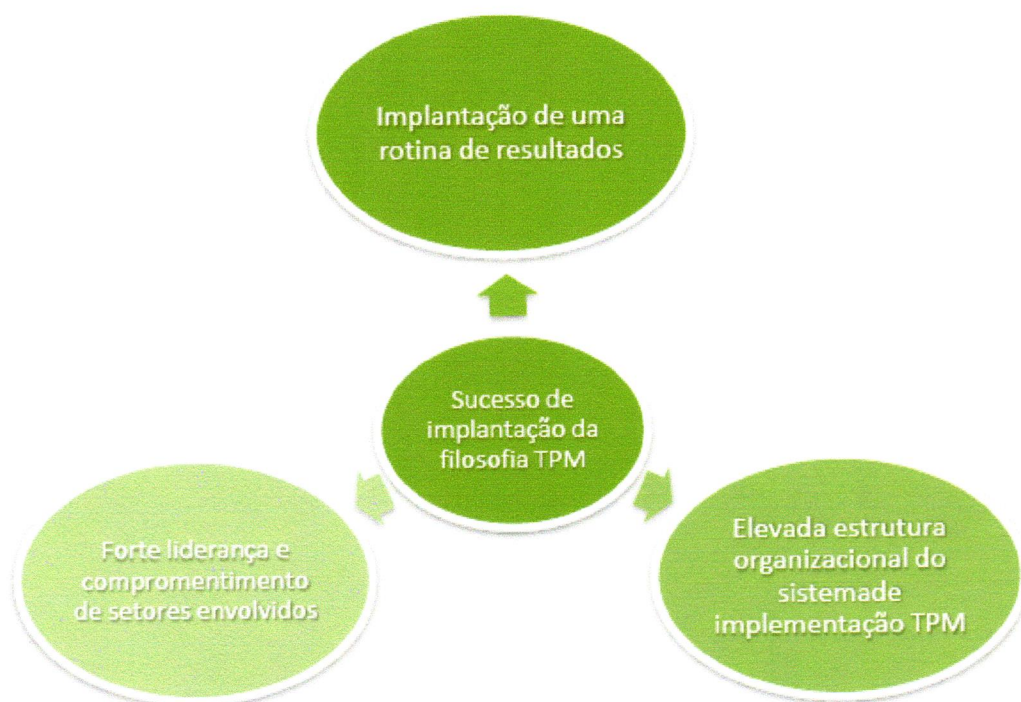 Implantação de uma
rotina de resultados
Sucesso de
implantação da
filosofia TPM
Forte liderança e
compromentimento
de setores envolvidos
Elevada estrutura
organizacional do
sistemade
implementação TPM